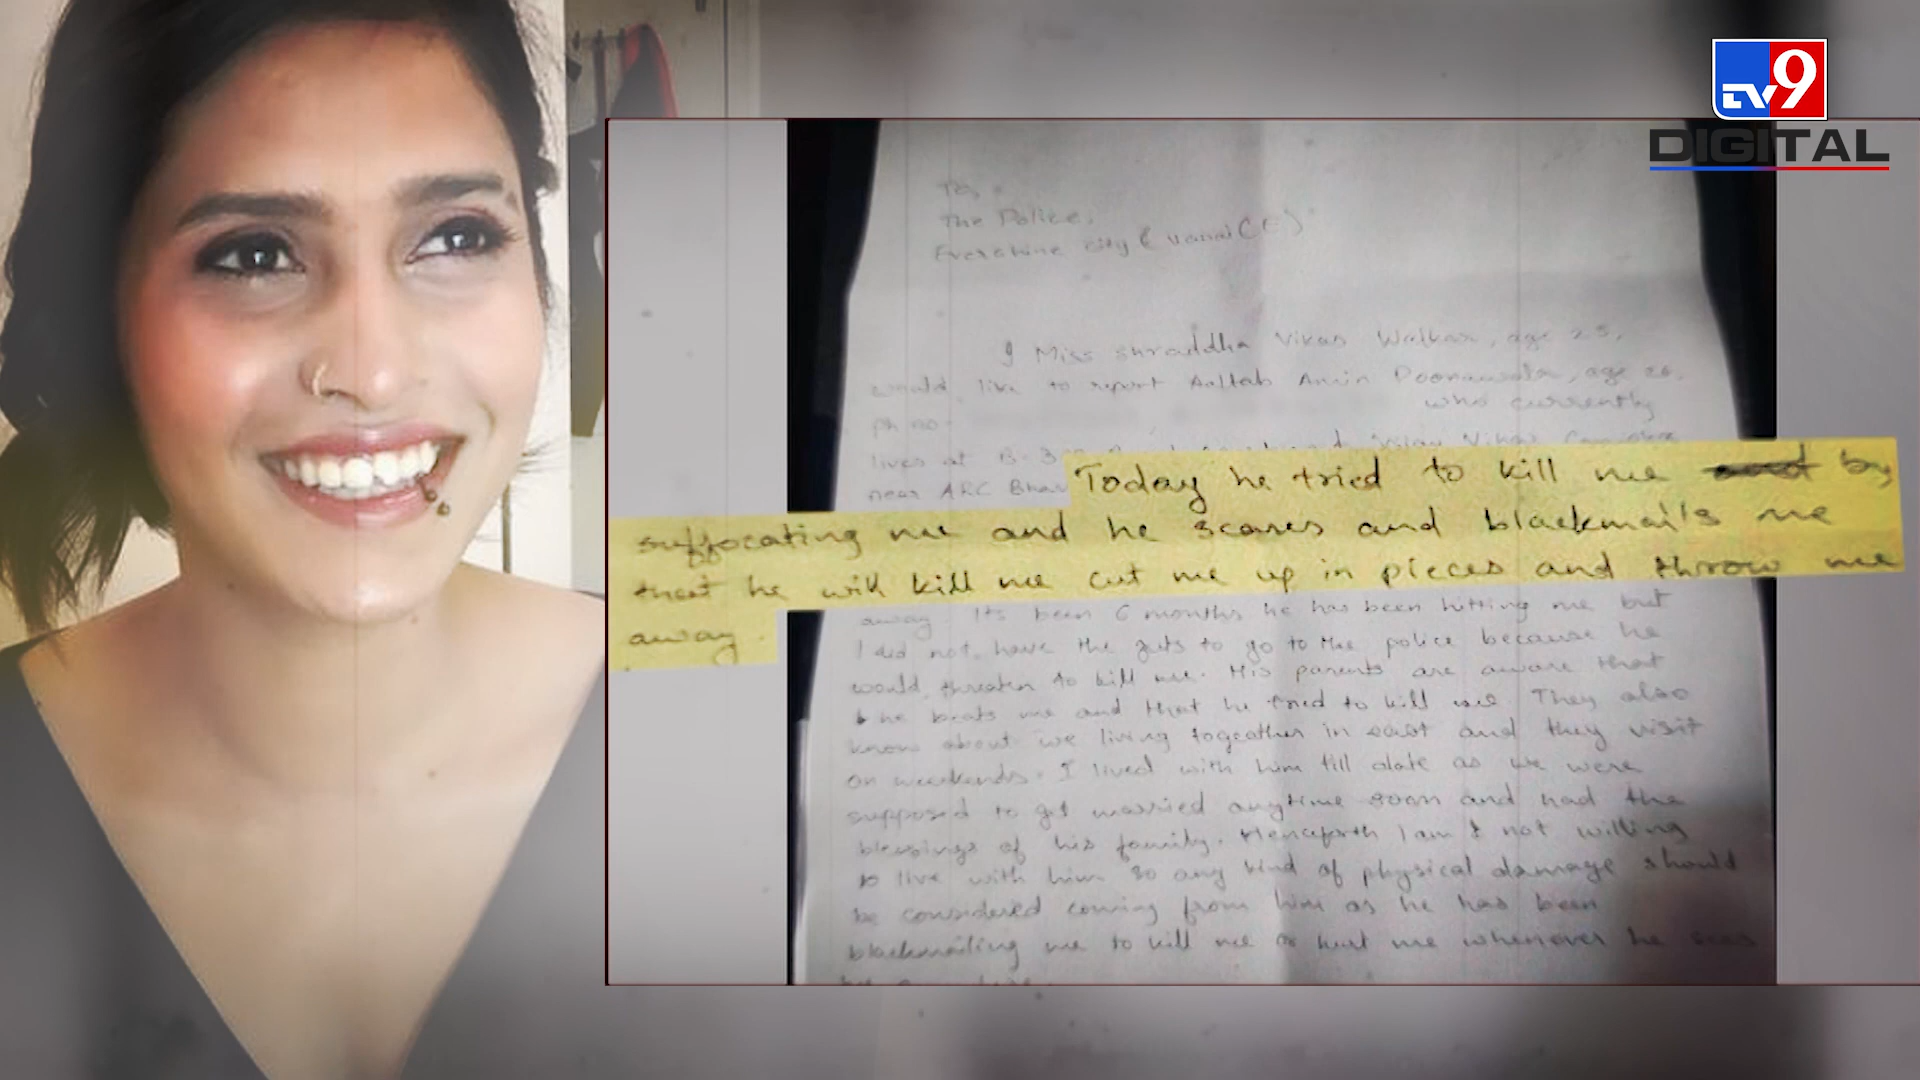 TV9
DIGITAL
To,
The Police,
Evershine city (Vasai (E)
I Miss Shraddha Vikas Walkar, age 25,
would, live to report Aaftab Amin Poonawala, age 26,
ph no.
who currently
lives at B-3
near ARC Bhav
Today he tried to kill me by
suffocating me and he scares and blackmails me
that he will kill me cut me up in pieces and throw me
away.
away. Its been 6 months he has been hitting me but
I did not have the guts to go to the police because he
would threaten to kill me. His parents are aware that
he beats me and that he tried to kill me. They also
know about we living togeather in east and they visit
on weekends. I lived with him till date as we were
supposed to get married anytime soon and had the
blessings of his family. Henceforth I am not willing
to live with him so any kind of physical damage should
be considered coming from him as he has been
blackmailing me to kill me or hurt me whenever he sees